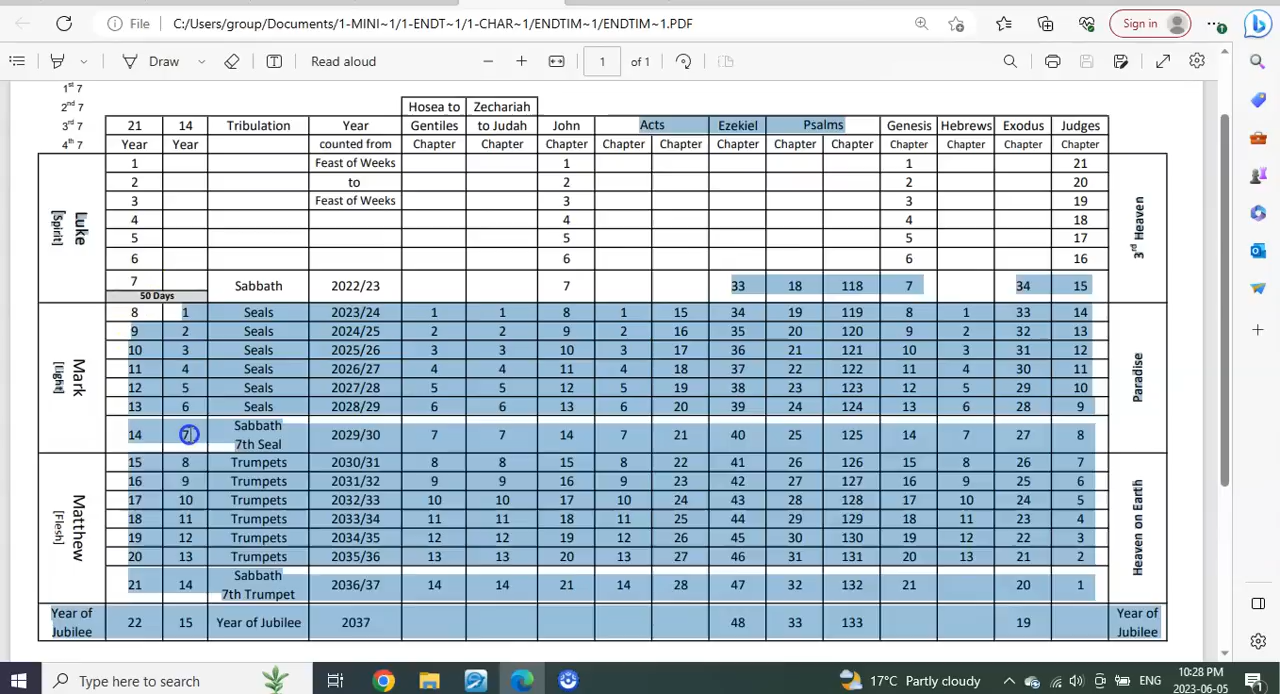 File C:/Users/group/Documents/1-MINI~1/1-ENDT~1/1-CHAR~1/ENDTIM~1/ENDTIM~1.PDF Sign in
Draw Read aloud 1 of 1
1st 7
2nd 7 Hosea to Zechariah
3rd 7 21 14 Tribulation Year Gentiles to Judah John Acts Ezekiel Psalms Genesis Hebrews Exodus Judges
4th 7 Year Year counted from Chapter Chapter Chapter Chapter Chapter Chapter Chapter Chapter Chapter Chapter Chapter Chapter
1 Feast of Weeks 1 1 21
2 to 2 2 20
3 Feast of Weeks 3 3 19
4 4 4 18
5 5 5 17
6 6 6 16
7 Sabbath 2022/23 7 33 18 118 7 34 15
50 Days
Luke
[Spirit]
3rd Heaven
8 1 Seals 2023/24 1 1 8 1 15 34 19 119 8 1 33 14
9 2 Seals 2024/25 2 2 9 2 16 35 20 120 9 2 32 13
10 3 Seals 2025/26 3 3 10 3 17 36 21 121 10 3 31 12
11 4 Seals 2026/27 4 4 11 4 18 37 22 122 11 4 30 11
12 5 Seals 2027/28 5 5 12 5 19 38 23 123 12 5 29 10
13 6 Seals 2028/29 6 6 13 6 20 39 24 124 13 6 28 9
Sabbath
14 7 7th Seal 2029/30 7 7 14 7 21 40 25 125 14 7 27 8
Mark
[Light]
Paradise
15 8 Trumpets 2030/31 8 8 15 8 22 41 26 126 15 8 26 7
16 9 Trumpets 2031/32 9 9 16 9 23 42 27 127 16 9 25 6
17 10 Trumpets 2032/33 10 10 17 10 24 43 28 128 17 10 24 5
18 11 Trumpets 2033/34 11 11 18 11 25 44 29 129 18 11 23 4
19 12 Trumpets 2034/35 12 12 19 12 26 45 30 130 19 12 22 3
20 13 Trumpets 2035/36 13 13 20 13 27 46 31 131 20 13 21 2
Sabbath
21 14 7th Trumpet 2036/37 14 14 21 14 28 47 32 132 21 20 1
Matthew
[Flesh]
Heaven on Earth
Year of Jubilee 22 15 Year of Jubilee 2037 48 33 133 19 Year of Jubilee
Type here to search 17°C Partly cloudy ENG 10:28 PM
2023-06-05